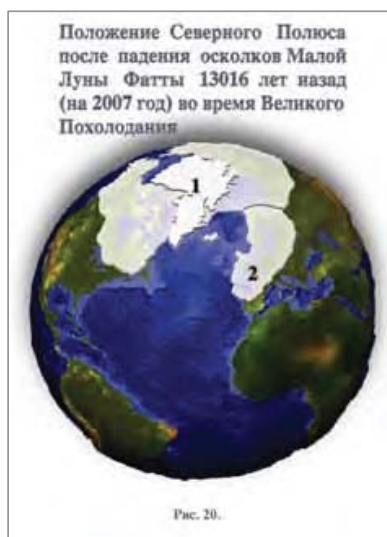 Положение Северного Полюса
после падения осколков Малой
Луны Фатты 13016 лет назад
(на 2007 год) во время Великого
Похолодания
1
2
Рис. 20.